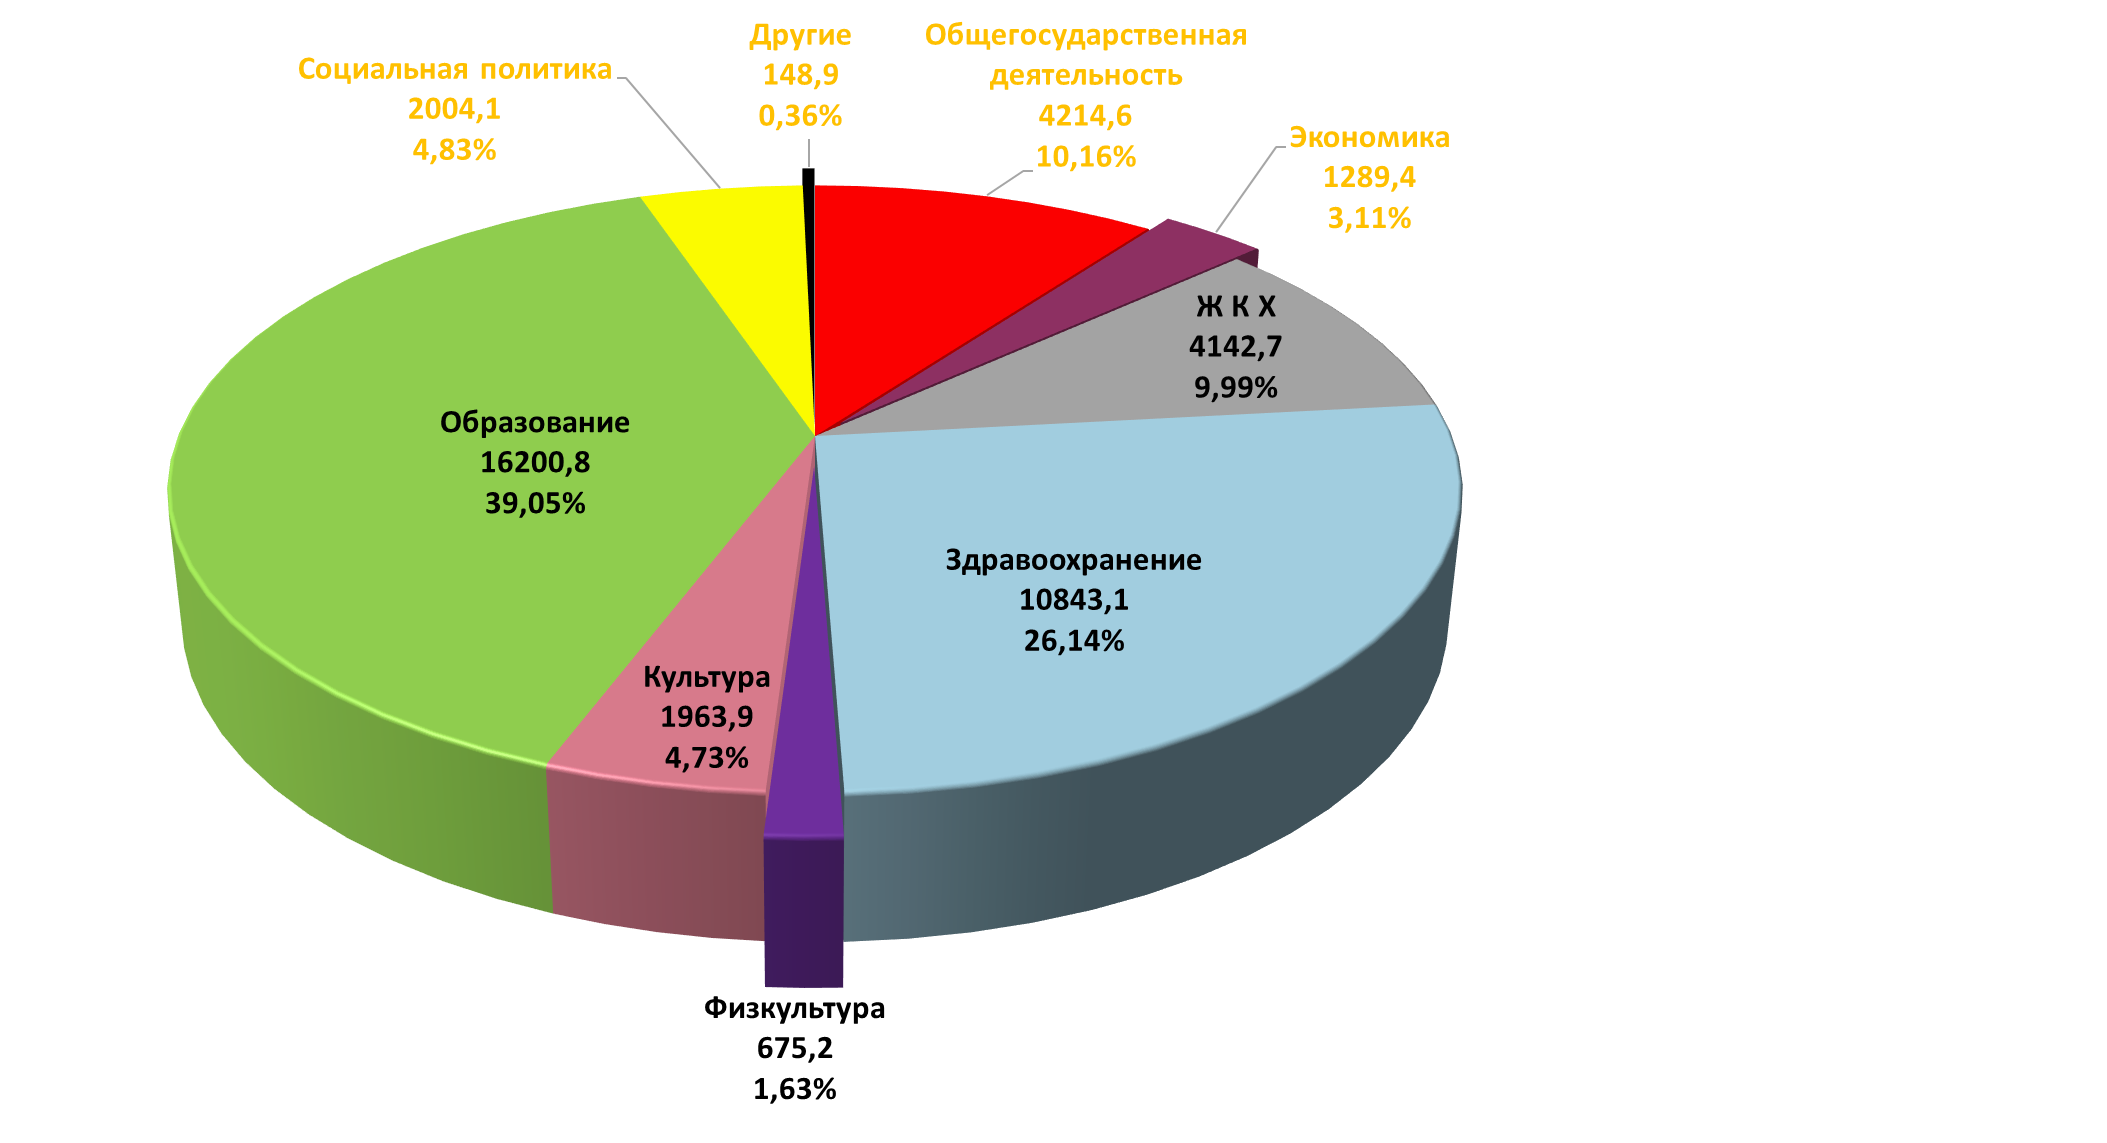 Другие
148,9
0,36%
Общегосударственная
деятельность
4214,6
10,16%
Социальная политика
2004,1
4,83%
Экономика
1289,4
3,11%
Ж К Х
4142,7
9,99%
Образование
16200,8
39,05%
Здравоохранение
10843,1
26,14%
Культура
1963,9
4,73%
Физкультура
675,2
1,63%